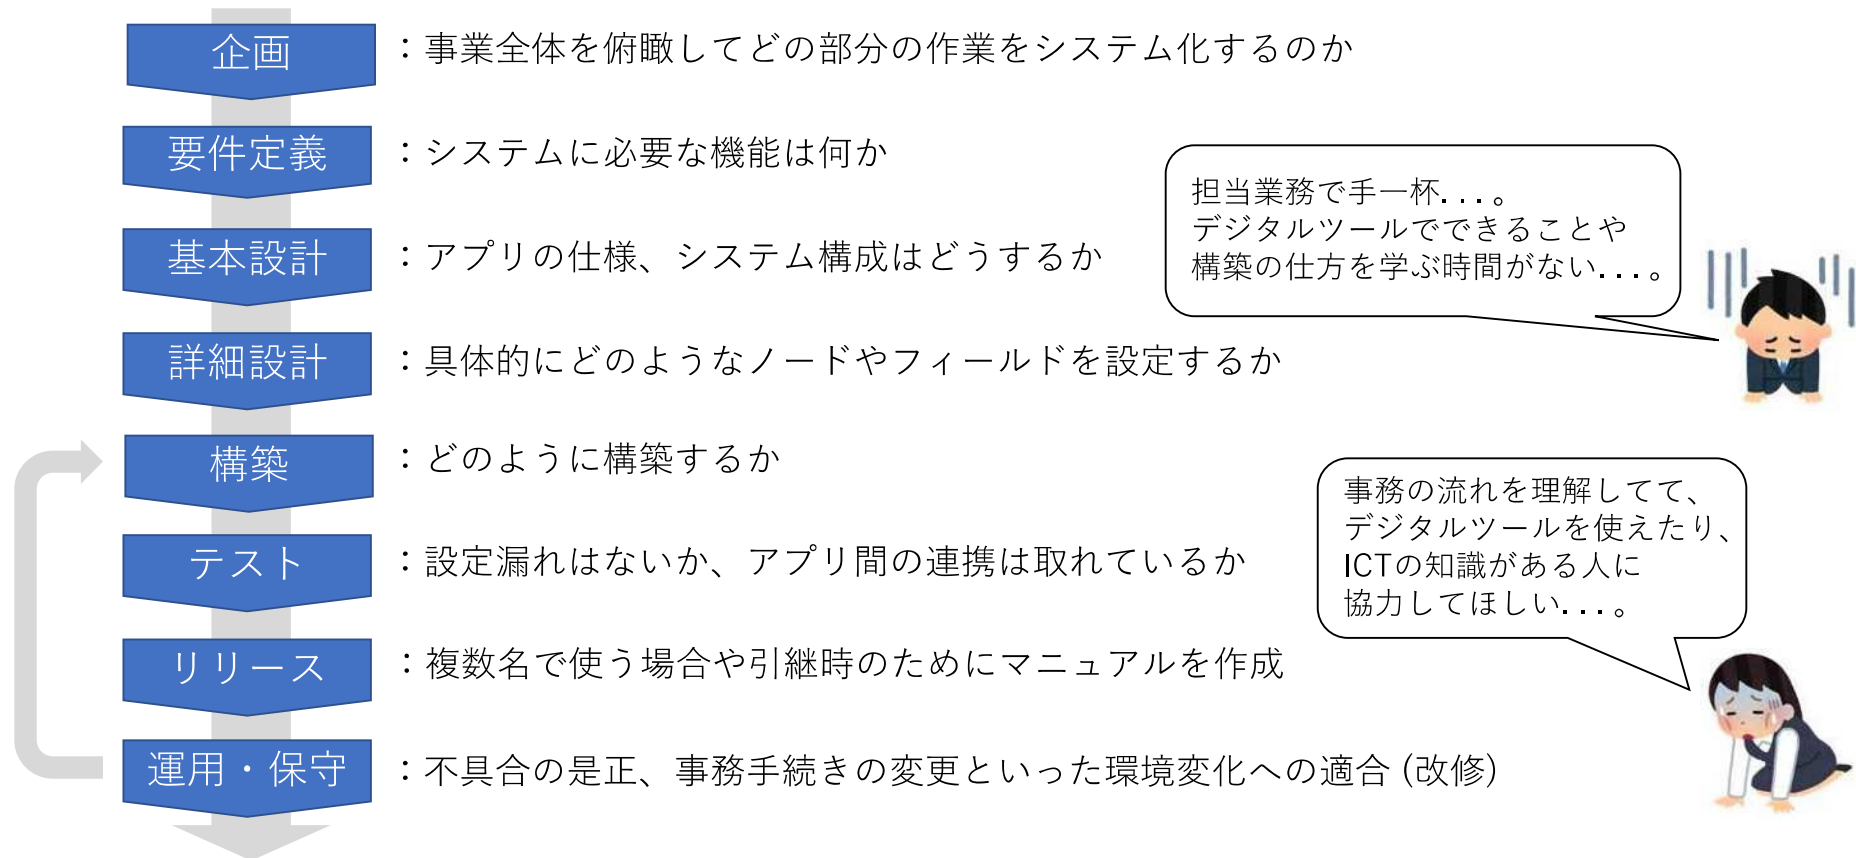 企画
：事業全体を俯瞰してどの部分の作業をシステム化するのか
要件定義
：システムに必要な機能は何か
基本設計
：アプリの仕様、システム構成はどうするか
詳細設計
：具体的にどのようなノードやフィールドを設定するか
構築
：どのように構築するか
テスト
：設定漏れはないか、アプリ間の連携は取れているか
リリース
：複数名で使う場合や引継時のためにマニュアルを作成
運用・保守
：不具合の是正、事務手続きの変更といった環境変化への適合 (改修)
担当業務で手一杯...。
デジタルツールでできることや
構築の仕方を学ぶ時間がない...。
事務の流れを理解してて、
デジタルツールを使えたり、
ICTの知識がある人に
協力してほしい...。